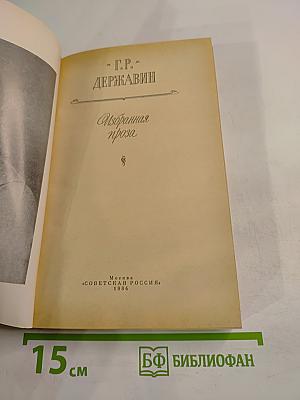 Г.Р.
ДЕРЖАВИН
Избранная
проза
Москва
«СОВЕТСКАЯ РОССИЯ»
1984
15 см
БФ БИБЛИОФАН